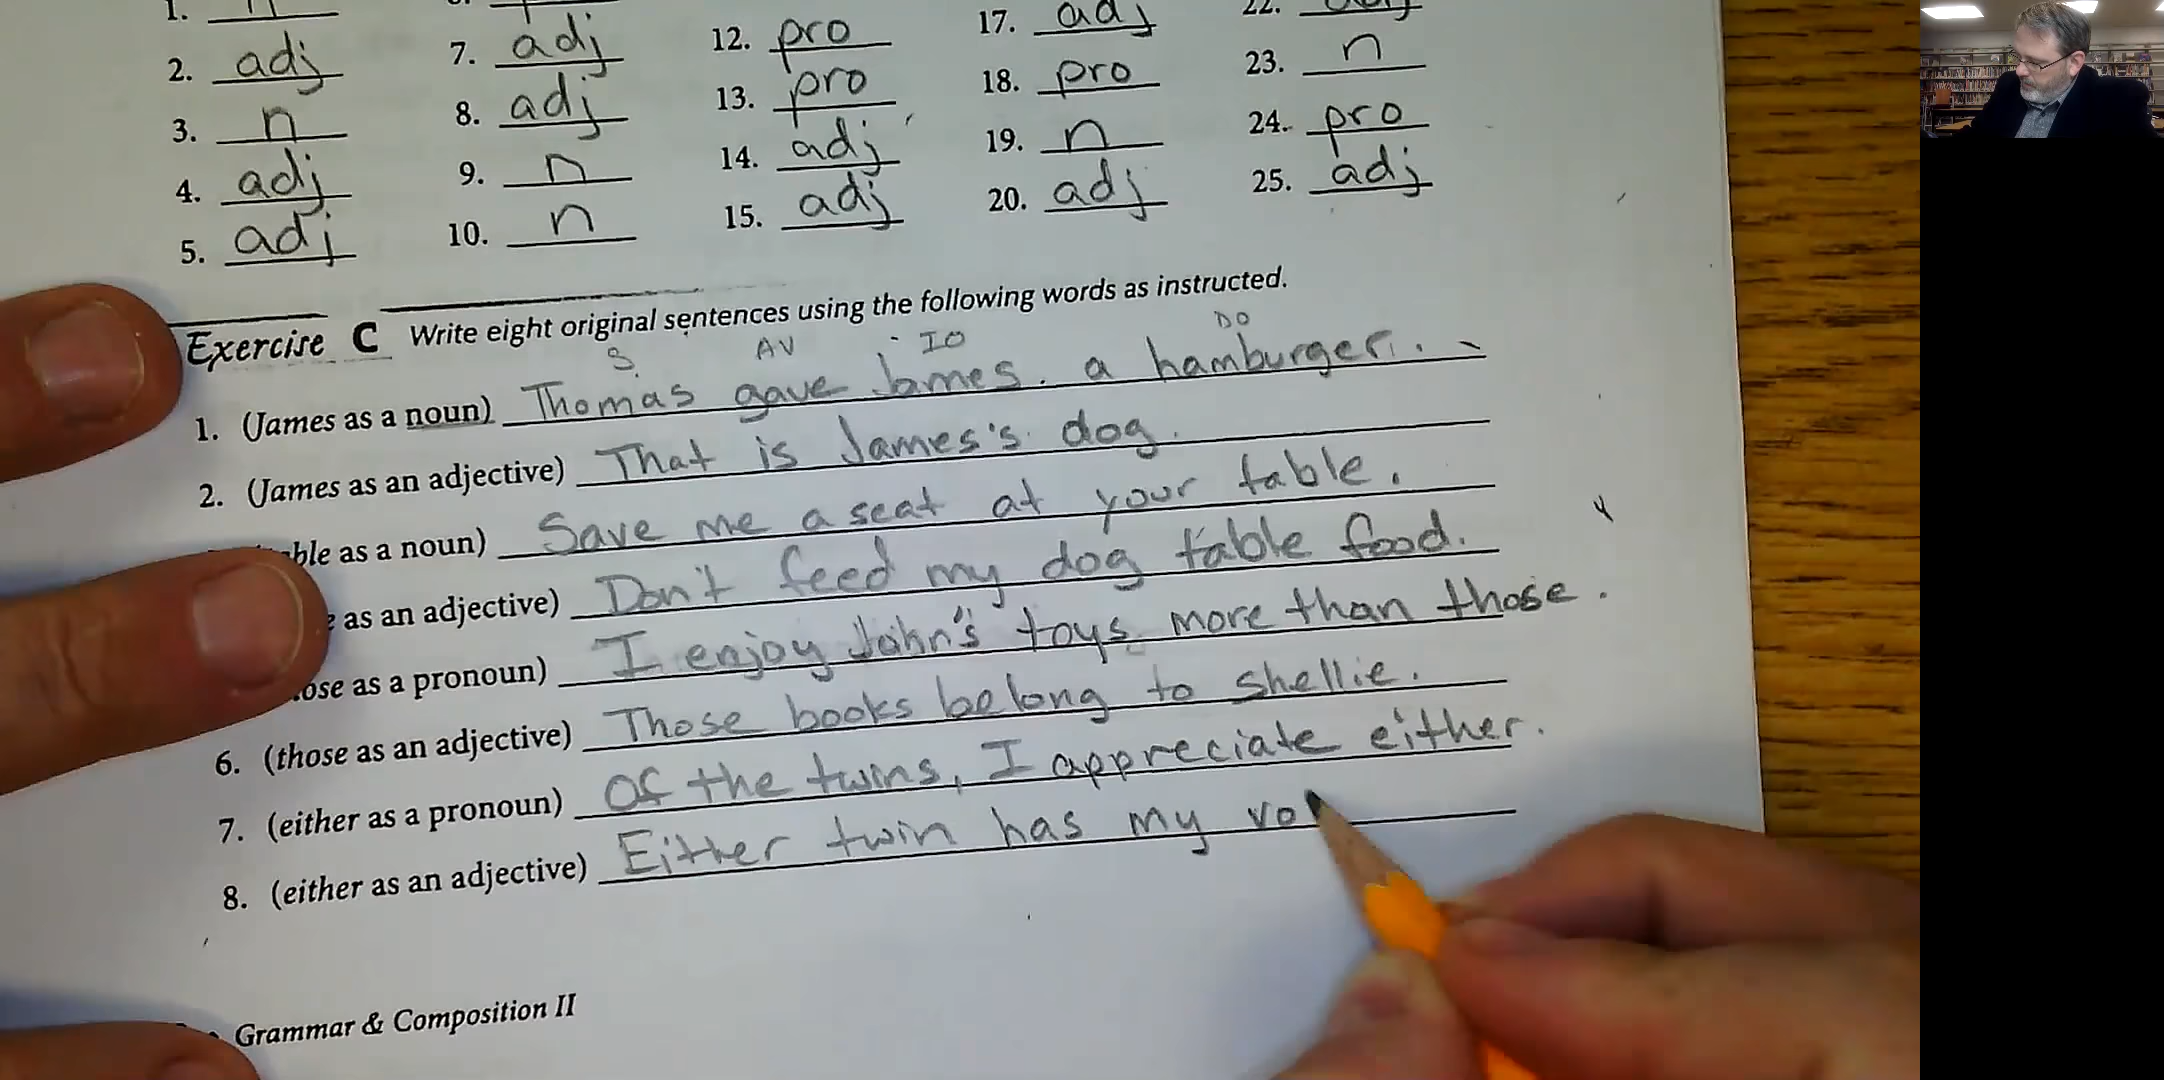 1.
2. adj 7. adj 12. pro 17. adj 22.
3. n 8. adj 13. pro 18. pro 23. n
4. adj 9. n 14. adj 19. n 24. pro
5. adj 10. n 15. adj 20. adj 25. adj
Exercise C Write eight original sentences using the following words as instructed.
S AV IO DO
1. (James as a noun) Thomas gave James a hamburger.
2. (James as an adjective) That is James's dog.
as a noun) Save me a seat at your table.
as an adjective) Don't feed my dog table food.
as a pronoun) I enjoy John's toys more than those.
6. (those as an adjective) Those books belong to Shellie.
7. (either as a pronoun) Of the twins, I appreciate either.
8. (either as an adjective) Either twin has my
Grammar & Composition II